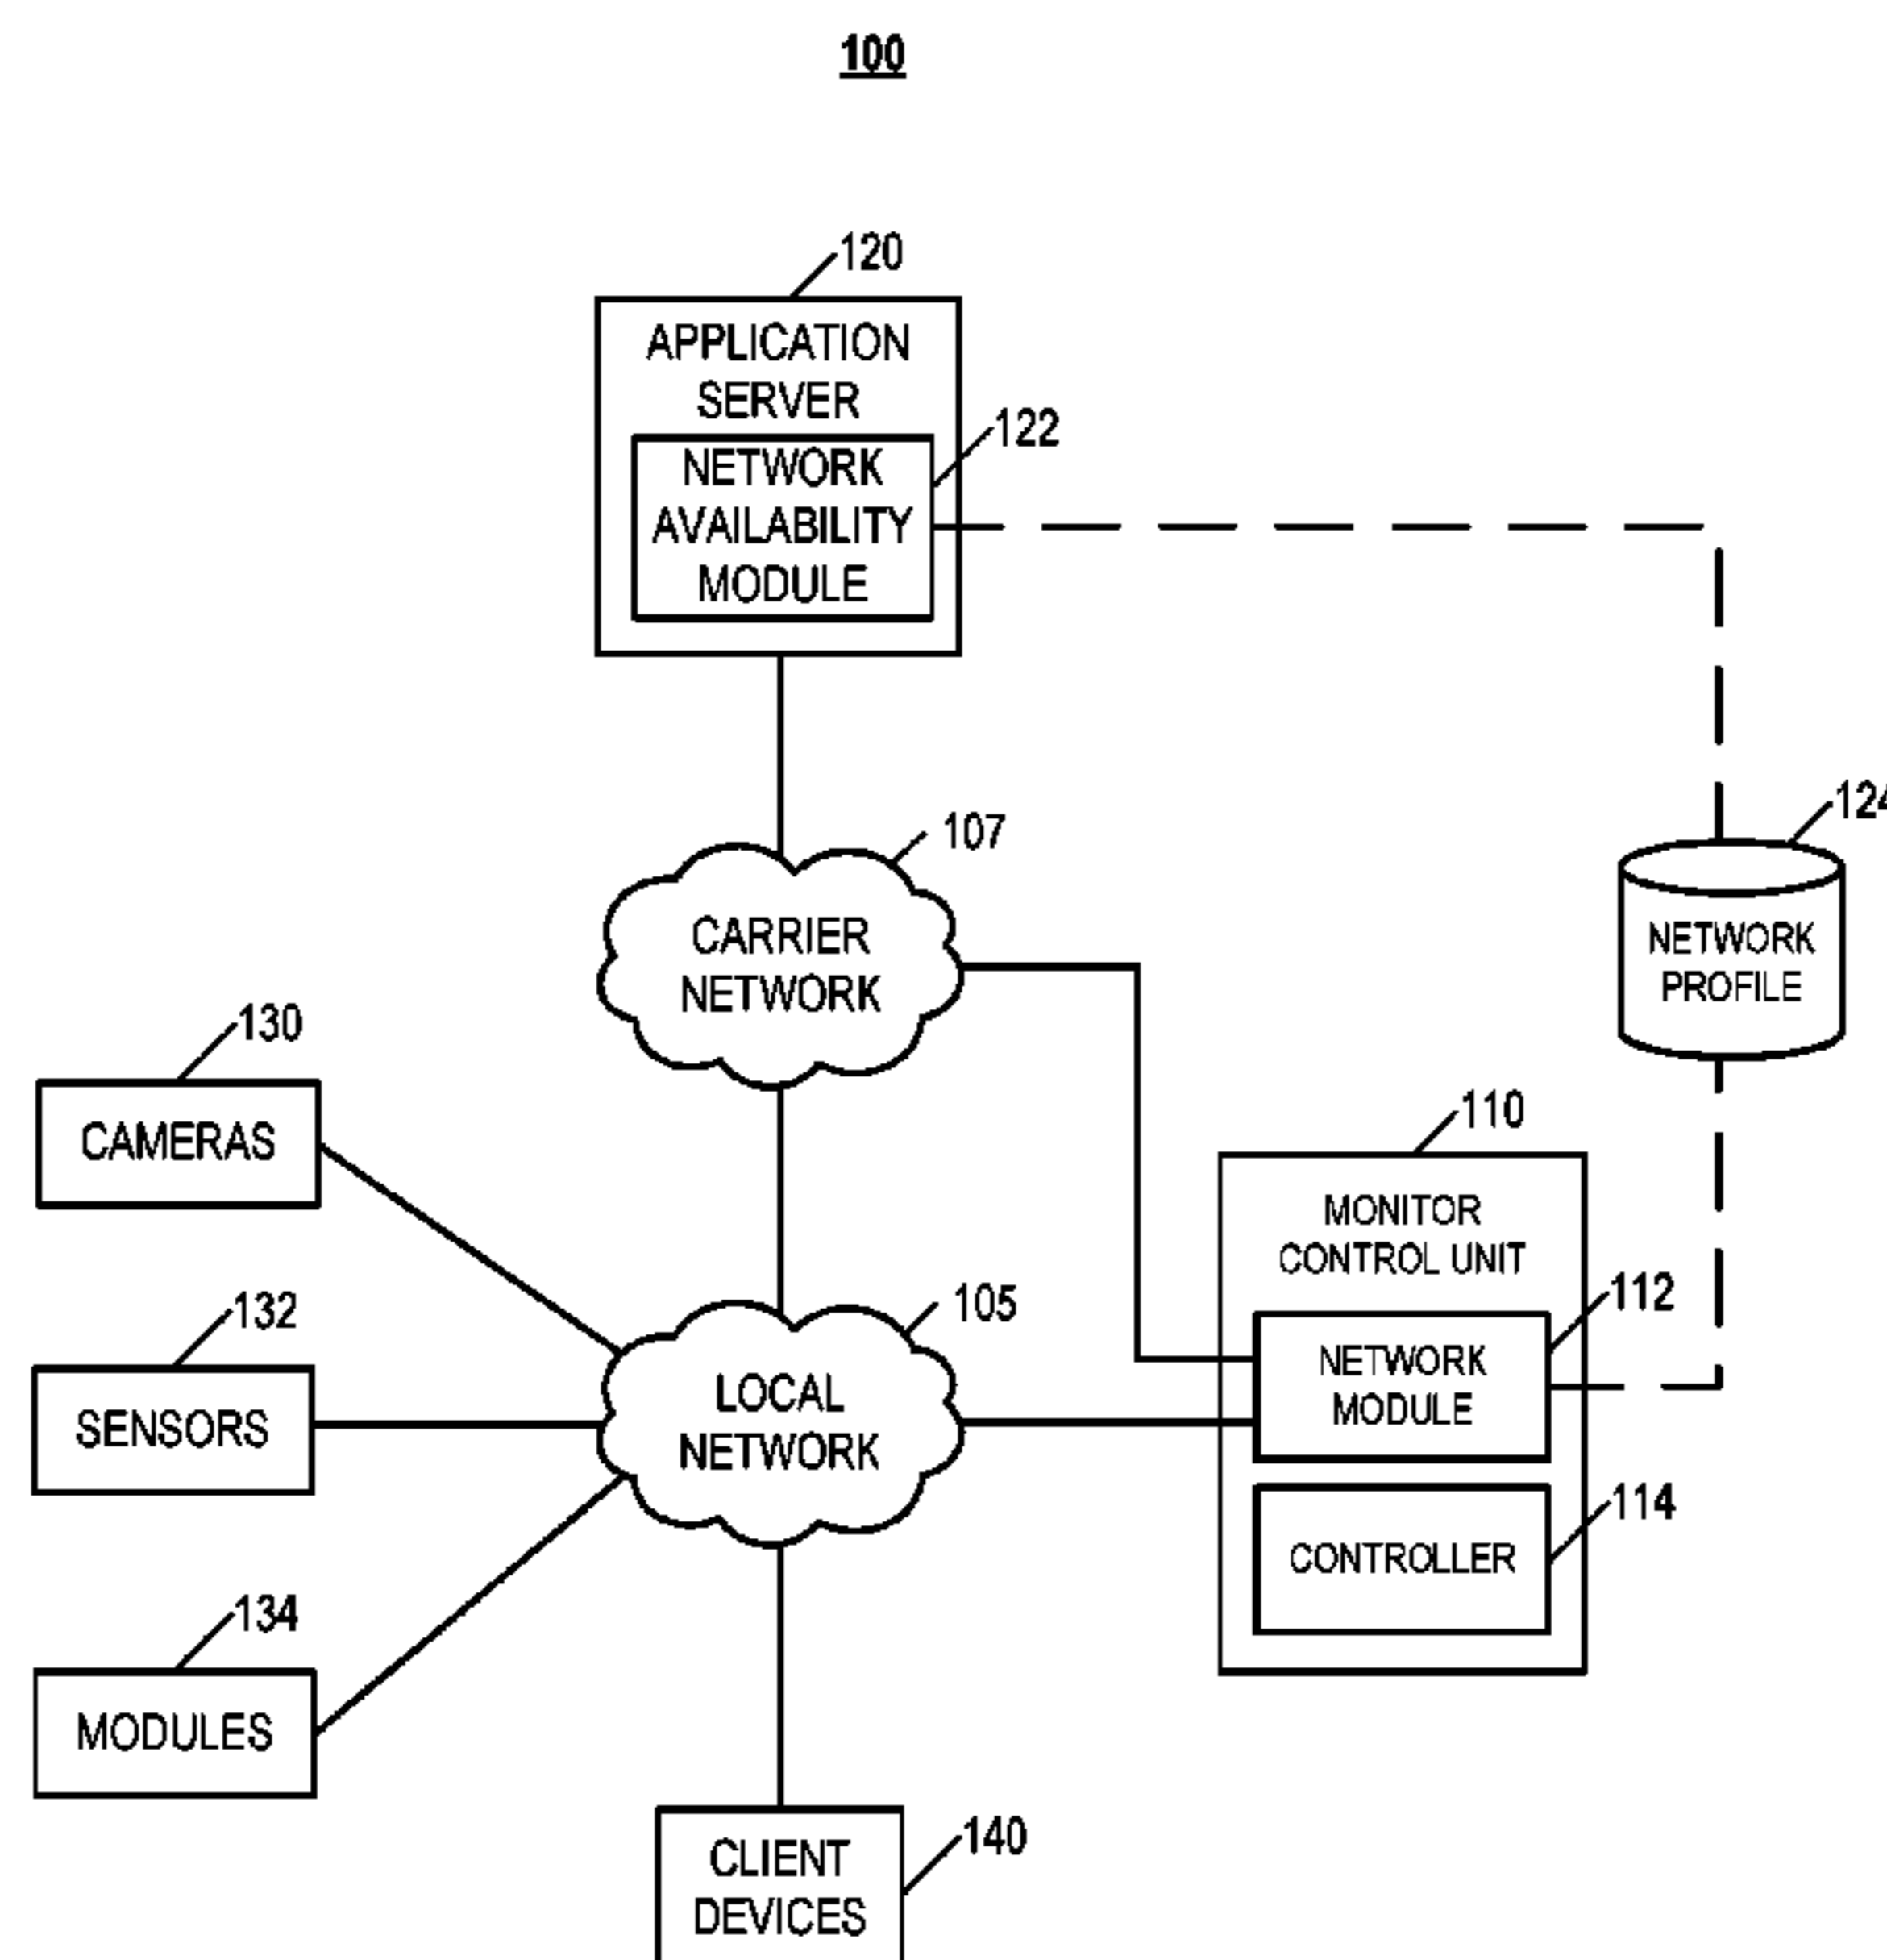 100
120
APPLICATION
SERVER
122
NETWORK
AVAILABILITY
MODULE
107
CARRIER
NETWORK
124
NETWORK
PROFILE
130
CAMERAS
110
MONITOR
CONTROL UNIT
112
NETWORK
MODULE
114
CONTROLLER
132
SENSORS
105
LOCAL
NETWORK
134
MODULES
140
CLIENT
DEVICES